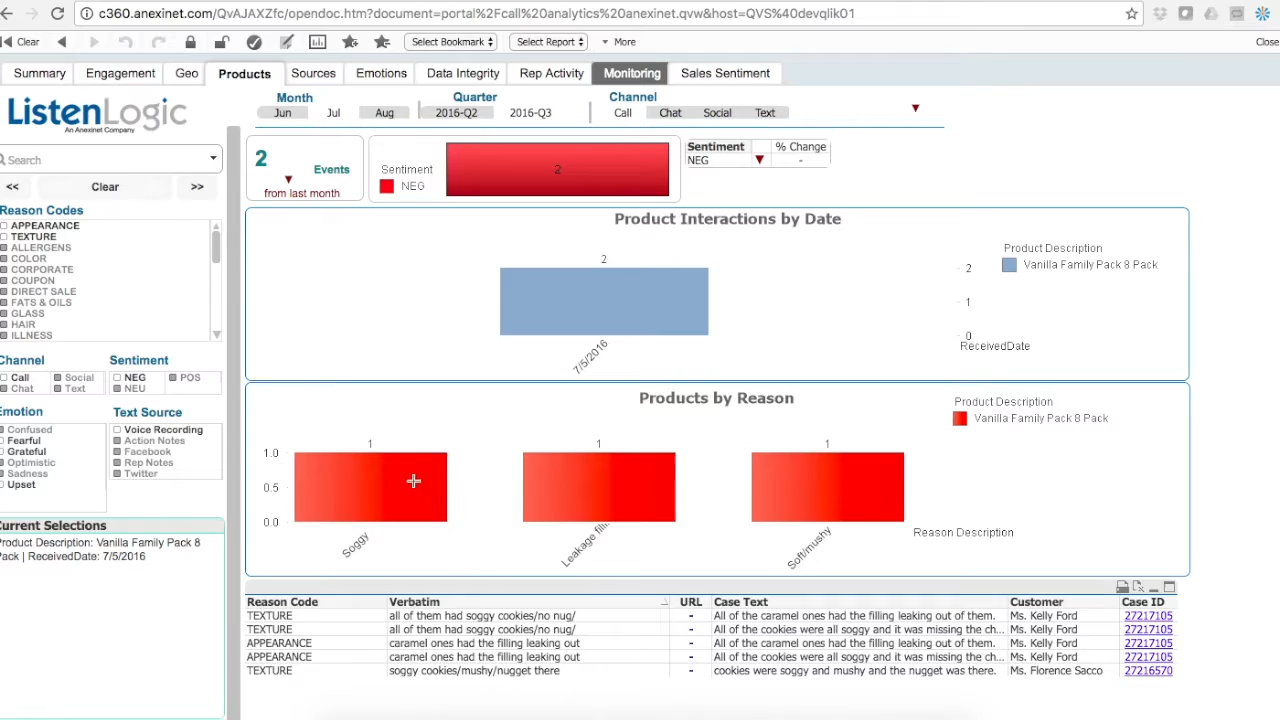 c360.anexinet.com/QvAJAXZfc/opendoc.htm?document=portal%2Fcall%20analytics%20anexinet.qvw&host=QVS%40devqlik01
Clear Select Bookmark Select Report More Close
Summary Engagement Geo Products Sources Emotions Data Integrity Rep Activity Monitoring Sales Sentiment
ListenLogic
An Anexinet Company
Month Quarter Channel
Jun Jul Aug 2016-Q2 2016-Q3 Call Chat Social Text
Search
<< Clear >>
Reason Codes
APPEARANCE
TEXTURE
ALLERGENS
COLOR
CORPORATE
COUPON
DIRECT SALE
FATS & OILS
GLASS
HAIR
ILLNESS
Channel
Call Social
Chat Text
Sentiment
NEG POS
NEU
Emotion
Confused
Fearful
Grateful
Optimistic
Sadness
Upset
Text Source
Voice Recording
Action Notes
Facebook
Rep Notes
Twitter
Current Selections
Product Description: Vanilla Family Pack 8
Pack | ReceivedDate: 7/5/2016
2
Events
from last month
Sentiment
NEG
2
Sentiment % Change
NEG -
Product Interactions by Date
2
7/5/2016
2
1
0
ReceivedDate
Product Description
Vanilla Family Pack 8 Pack
Products by Reason
Product Description
Vanilla Family Pack 8 Pack
1 1 1
1.0
0.5
0.0
Soggy Leakage Soft/mushy
Reason Description
Reason Code Verbatim URL Case Text Customer Case ID
TEXTURE all of them had soggy cookies/no nug/ - All of the caramel ones had the filling leaking out of them. Ms. Kelly Ford 27217105
TEXTURE all of them had soggy cookies/no nug/ - All of the cookies were all soggy and it was missing the ch... Ms. Kelly Ford 27217105
APPEARANCE caramel ones had the filling leaking out - All of the caramel ones had the filling leaking out of them. Ms. Kelly Ford 27217105
APPEARANCE caramel ones had the filling leaking out - All of the cookies were all soggy and it was missing the ch... Ms. Kelly Ford 27217105
TEXTURE soggy cookies/mushy/nugget there - cookies were soggy and mushy and the nugget was there. Ms. Florence Sacco 27216570